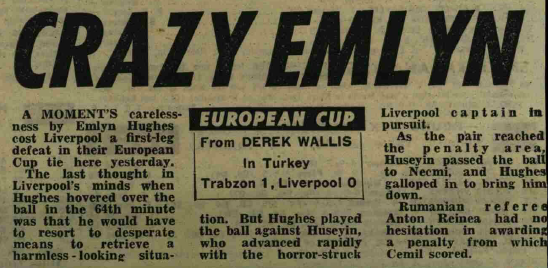 CRAZY EMLYN
A MOMENT'S careless-
ness by Emlyn Hughes
cost Liverpool a first-leg
defeat in their European
Cup tie here yesterday.
The last thought in
Liverpool's minds when
Hughes hovered over the
ball in the 64th minute
was that he would have
to resort to desperate
means to retrieve a
harmless-looking situa-
EUROPEAN CUP
From DEREK WALLIS
In Turkey
Trabzon 1, Liverpool 0
tion. But Hughes played
the ball against Huseyin,
who advanced rapidly
with the horror-struck
Liverpool captain in
pursuit.
As the pair reached
the penalty area,
Huseyin passed the ball
to Necmi, and Hughes
galloped in to bring him
down.
Rumanian referee
Anton Reinea had no
hesitation in awarding
a penalty from which
Cemil scored.